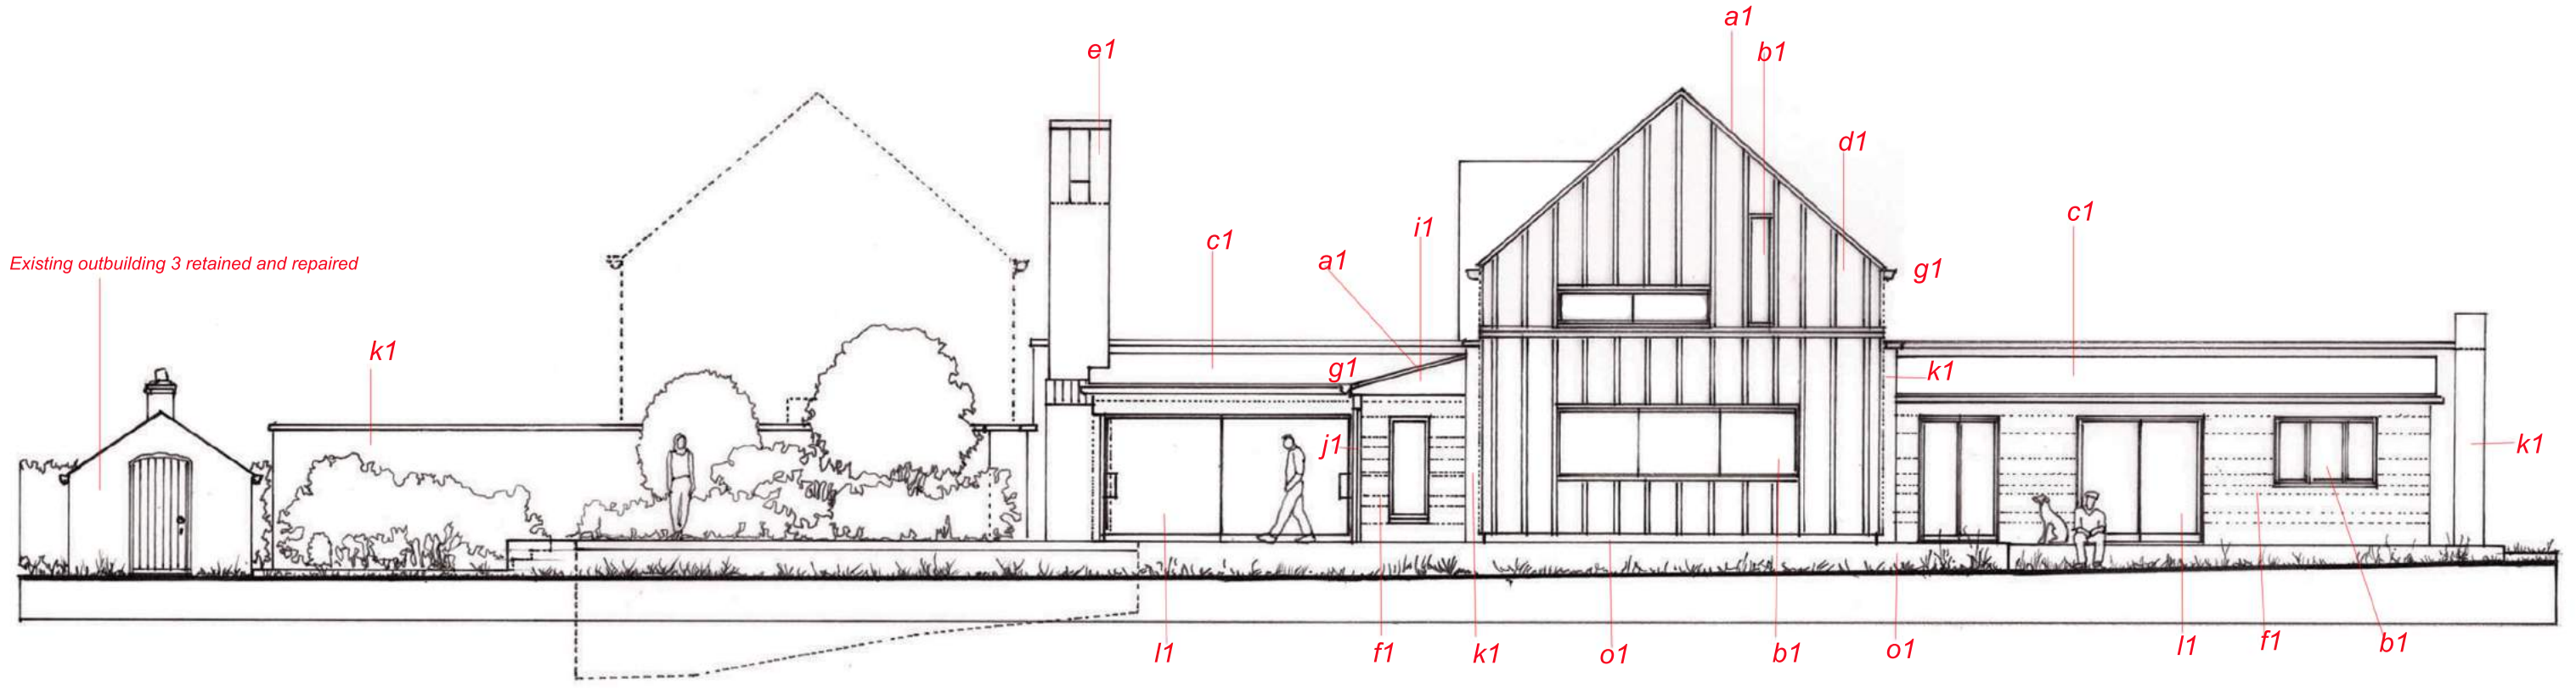 a1
e1
b1
d1
c1
i1
c1
Existing outbuilding 3 retained and repaired
a1
g1
k1
g1
k1
j1
k1
l1
f1
k1
o1
b1
o1
l1
f1
b1